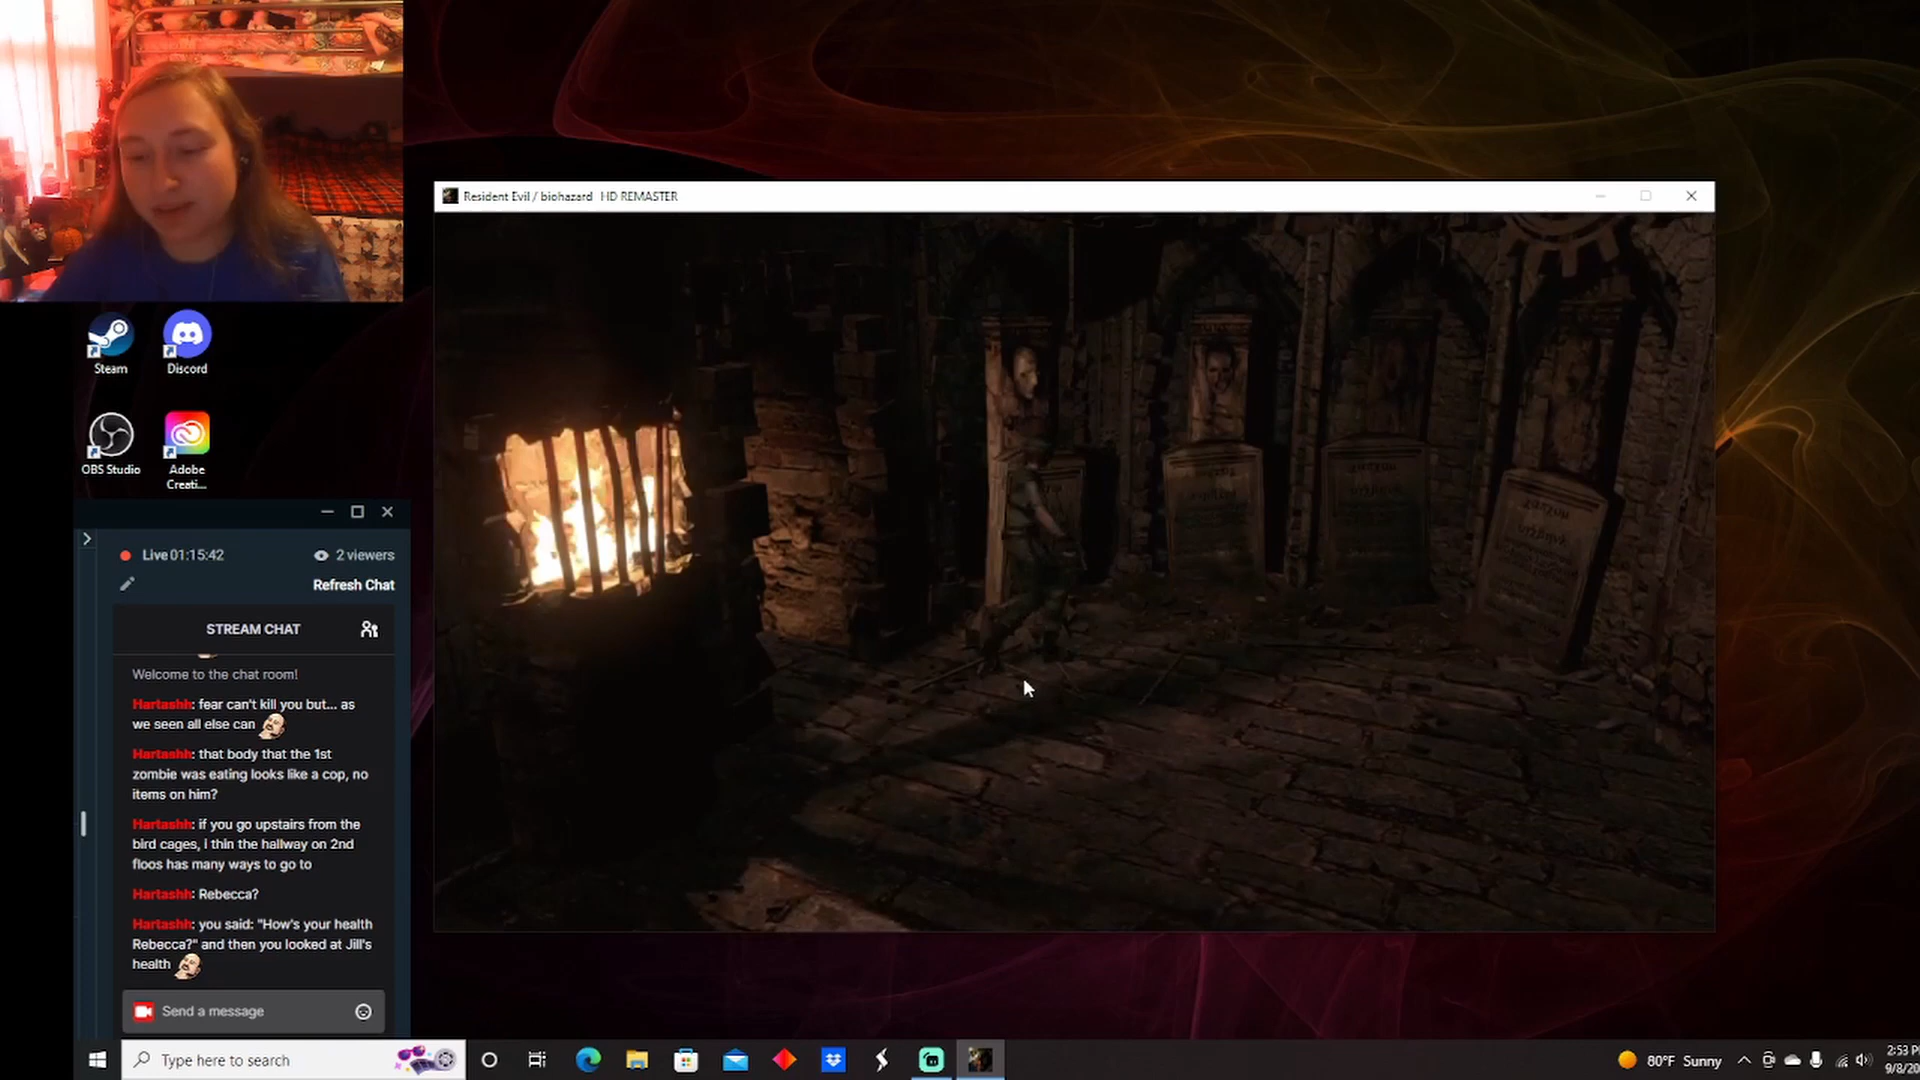 Resident Evil / biohazard HD REMASTER
Steam
Discord
OBS Studio
Adobe
Creati...
Live 01:15:42
2 viewers
Refresh Chat
STREAM CHAT
Welcome to the chat room!
Hartashh: fear can't kill you but... as
we seen all else can
Hartashh: that body that the 1st
zombie was eating looks like a cop, no
items on him?
Hartashh: if you go upstairs from the
bird cages, i thin the hallway on 2nd
floos has many ways to go to
Hartashh: Rebecca?
Hartashh: you said: "How's your health
Rebecca?" and then you looked at Jill's
health
Send a message
Type here to search
80°F Sunny
2:53 P
9/8/20